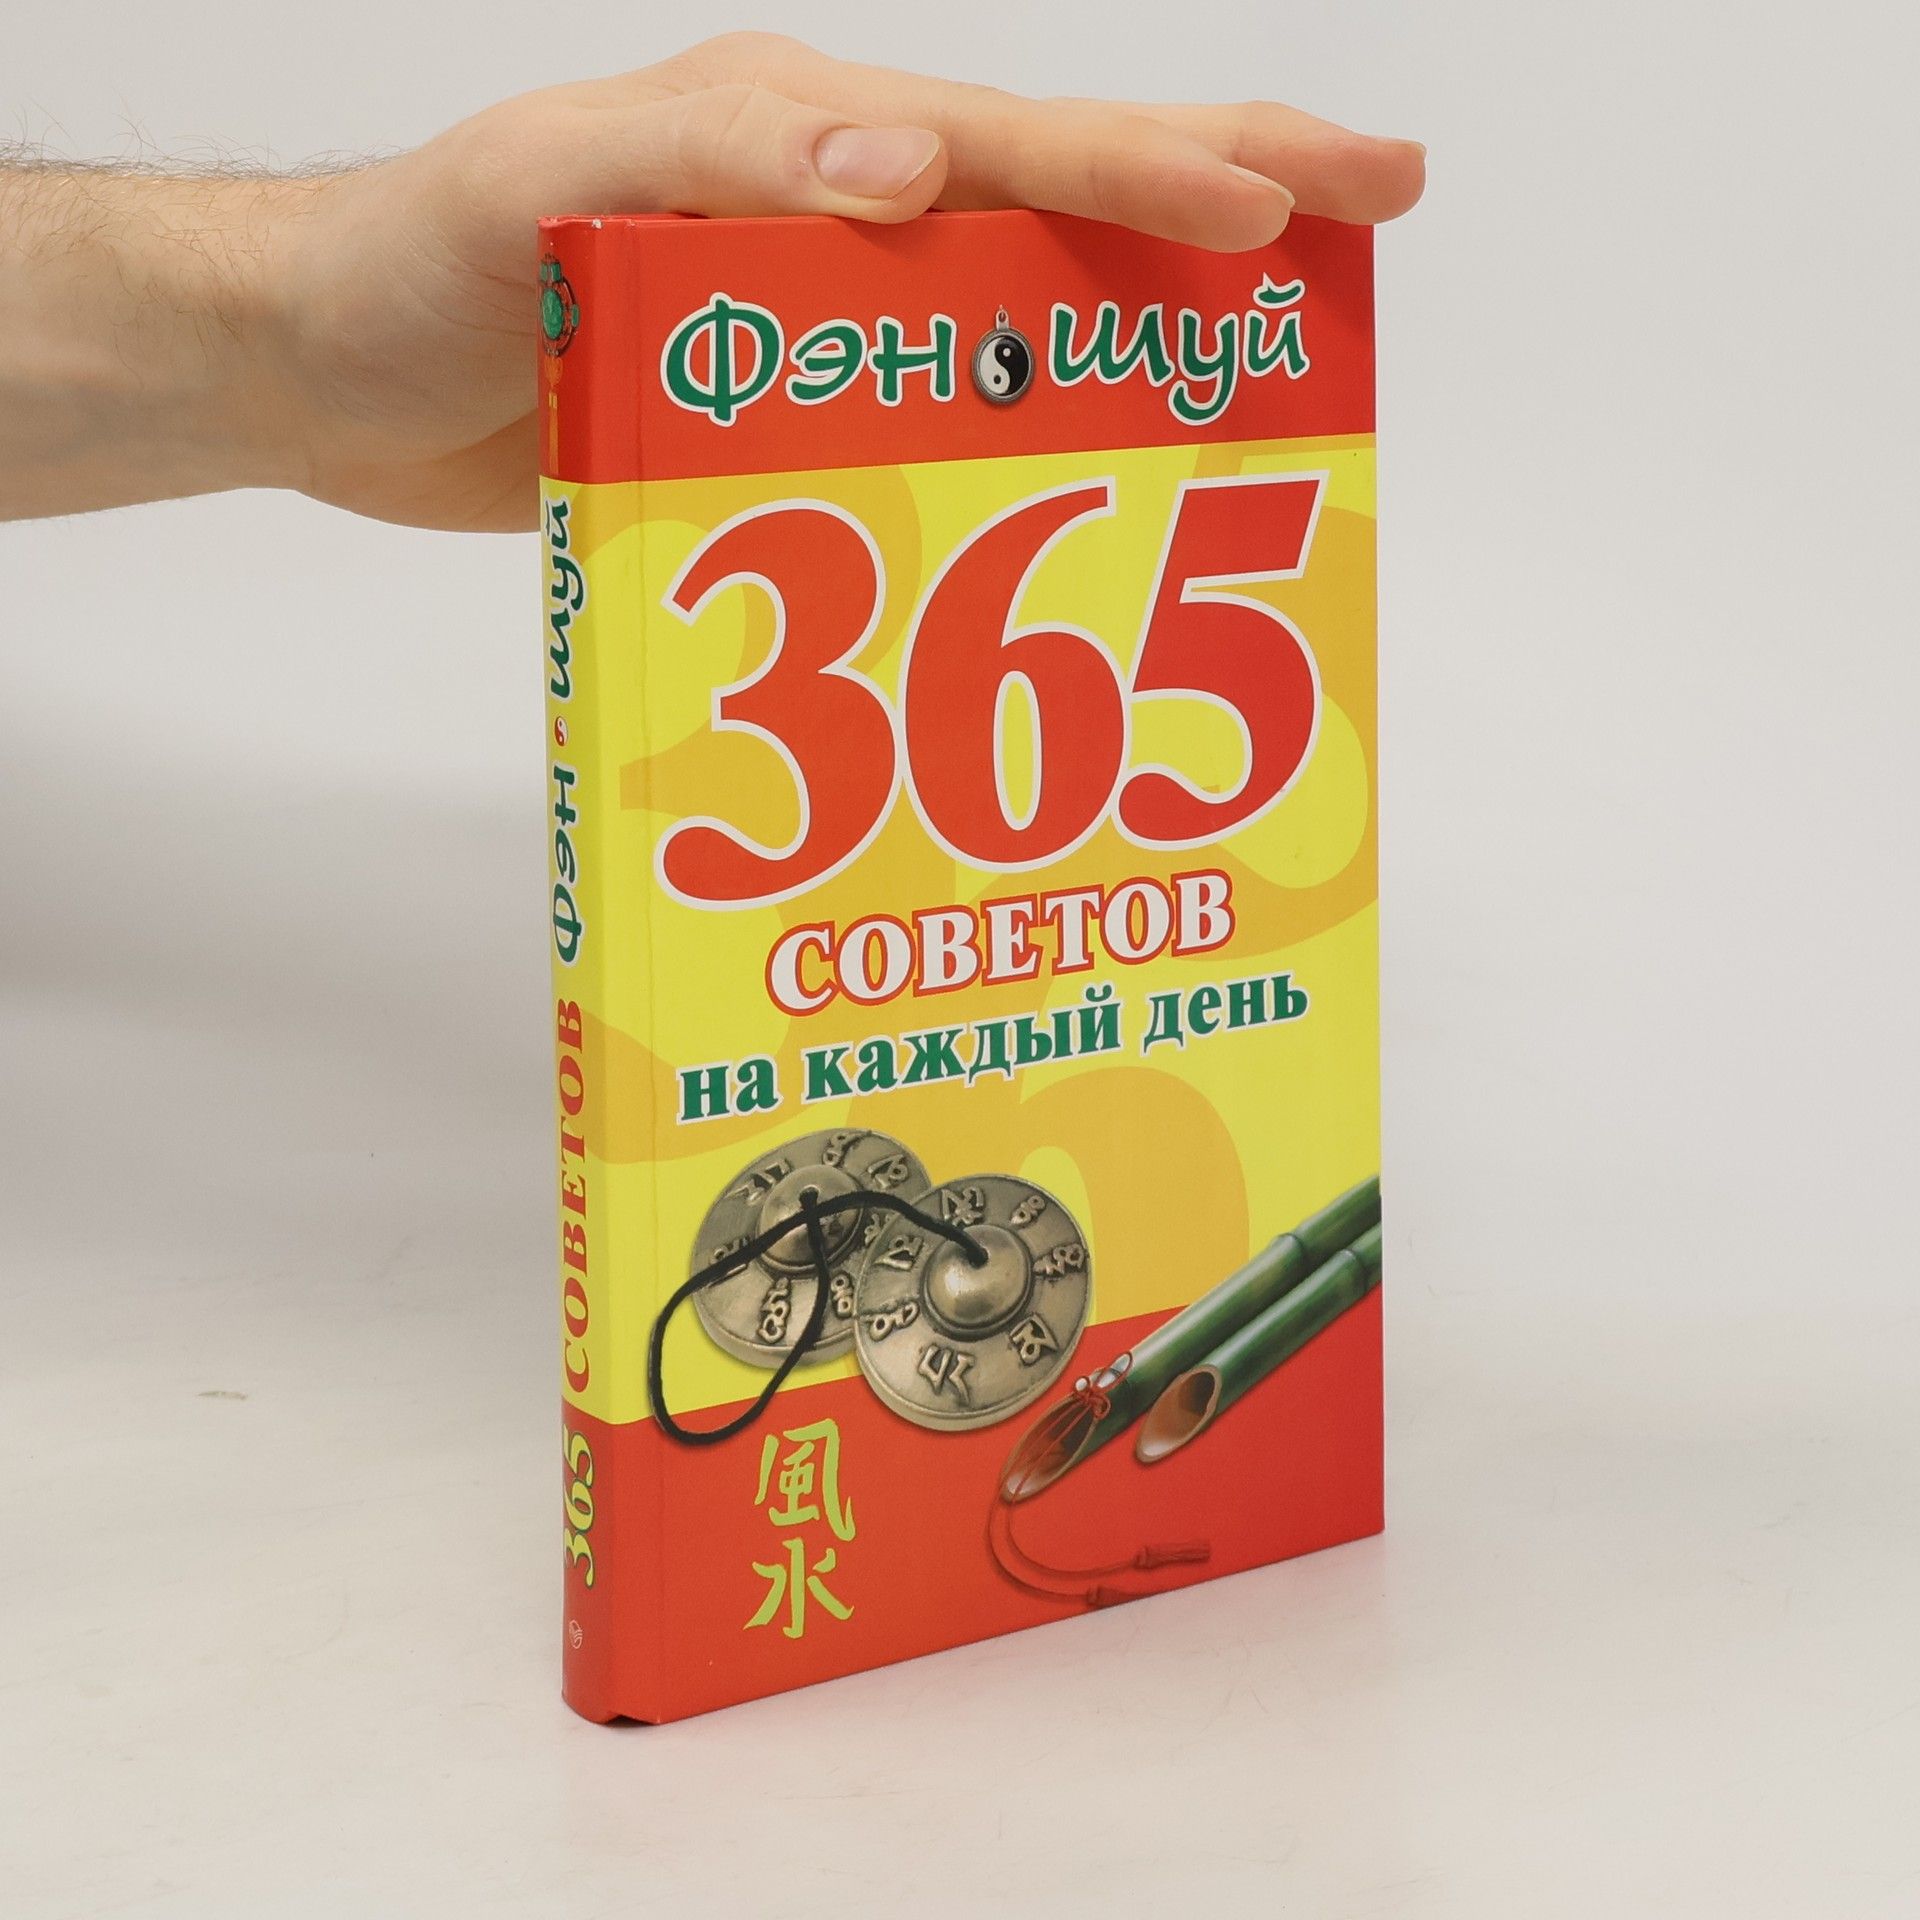 Фэн шуй
365
СОВЕТОВ
на каждый день
風
水
365 СОВЕТОВ Фэн шуй